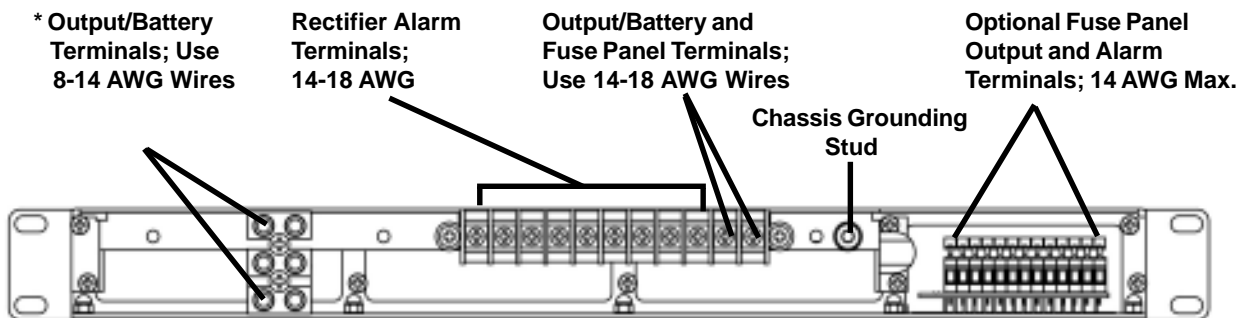 * Output/Battery
Terminals; Use
8-14 AWG Wires
Rectifier Alarm
Terminals;
14-18 AWG
Output/Battery and
Fuse Panel Terminals;
Use 14-18 AWG Wires
Chassis Grounding
Stud
Optional Fuse Panel
Output and Alarm
Terminals; 14 AWG Max.